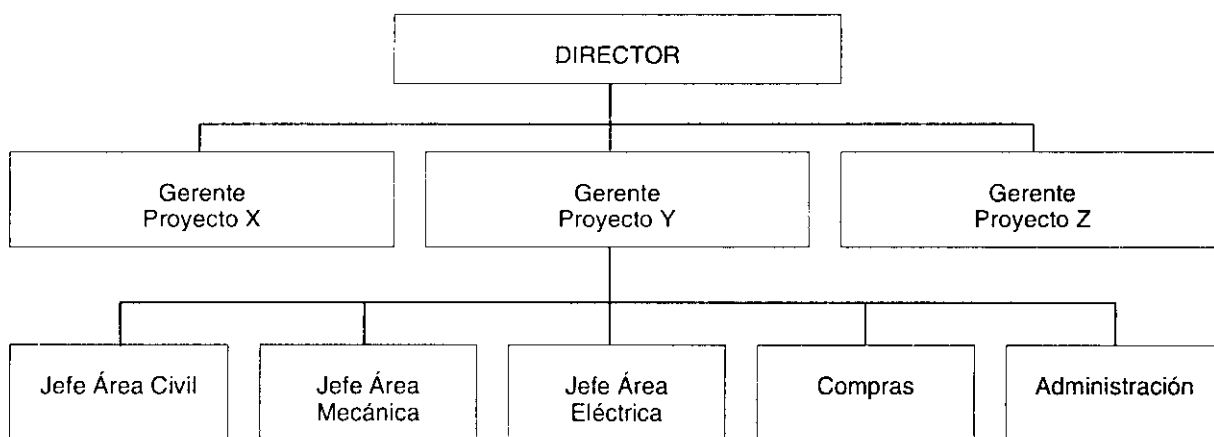 DIRECTOR
Gerente
Proyecto X
Gerente
Proyecto Y
Gerente
Proyecto Z
Jefe Área Civil
Jefe Área
Mecánica
Jefe Área
Eléctrica
Compras
Administración